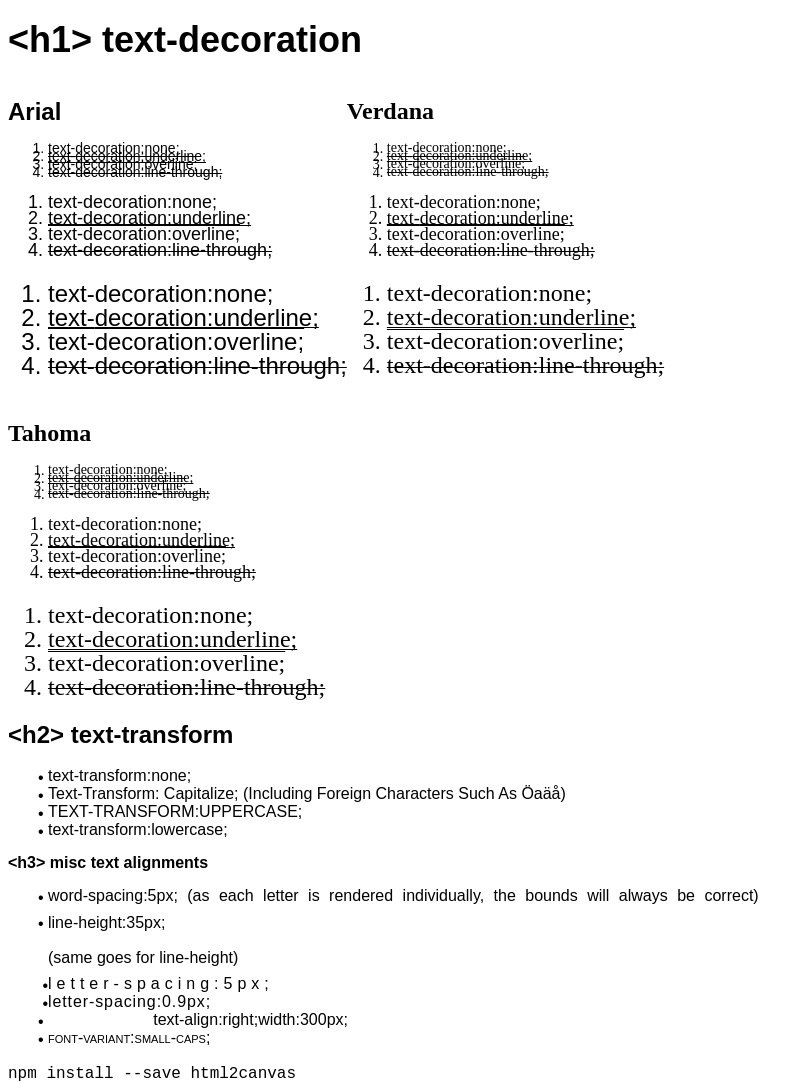 <h1> text-decoration
Arial
1. text-decoration:none;
2. text-decoration:underline;
3. text-decoration:overline;
4. text-decoration:line-through;
1. text-decoration:none;
2. text-decoration:underline;
3. text-decoration:overline;
4. text-decoration:line-through;
1. text-decoration:none;
2. text-decoration:underline;
3. text-decoration:overline;
4. text-decoration:line-through;
Verdana
1. text-decoration:none;
2. text-decoration:underline;
3. text-decoration:overline;
4. text-decoration:line-through;
1. text-decoration:none;
2. text-decoration:underline;
3. text-decoration:overline;
4. text-decoration:line-through;
1. text-decoration:none;
2. text-decoration:underline;
3. text-decoration:overline;
4. text-decoration:line-through;
Tahoma
1. text-decoration:none;
2. text-decoration:underline;
3. text-decoration:overline;
4. text-decoration:line-through;
1. text-decoration:none;
2. text-decoration:underline;
3. text-decoration:overline;
4. text-decoration:line-through;
1. text-decoration:none;
2. text-decoration:underline;
3. text-decoration:overline;
4. text-decoration:line-through;
<h2> text-transform
• text-transform:none;
• Text-Transform: Capitalize; (Including Foreign Characters Such As Öaäå)
• TEXT-TRANSFORM:UPPERCASE;
• text-transform:lowercase;
<h3> misc text alignments
• word-spacing:5px; (as each letter is rendered individually, the bounds will always be correct)
• line-height:35px;
(same goes for line-height)
• letter-spacing:5px;
• letter-spacing:0.9px;
• text-align:right;width:300px;
• FONT-VARIANT:SMALL-CAPS;
npm install --save html2canvas